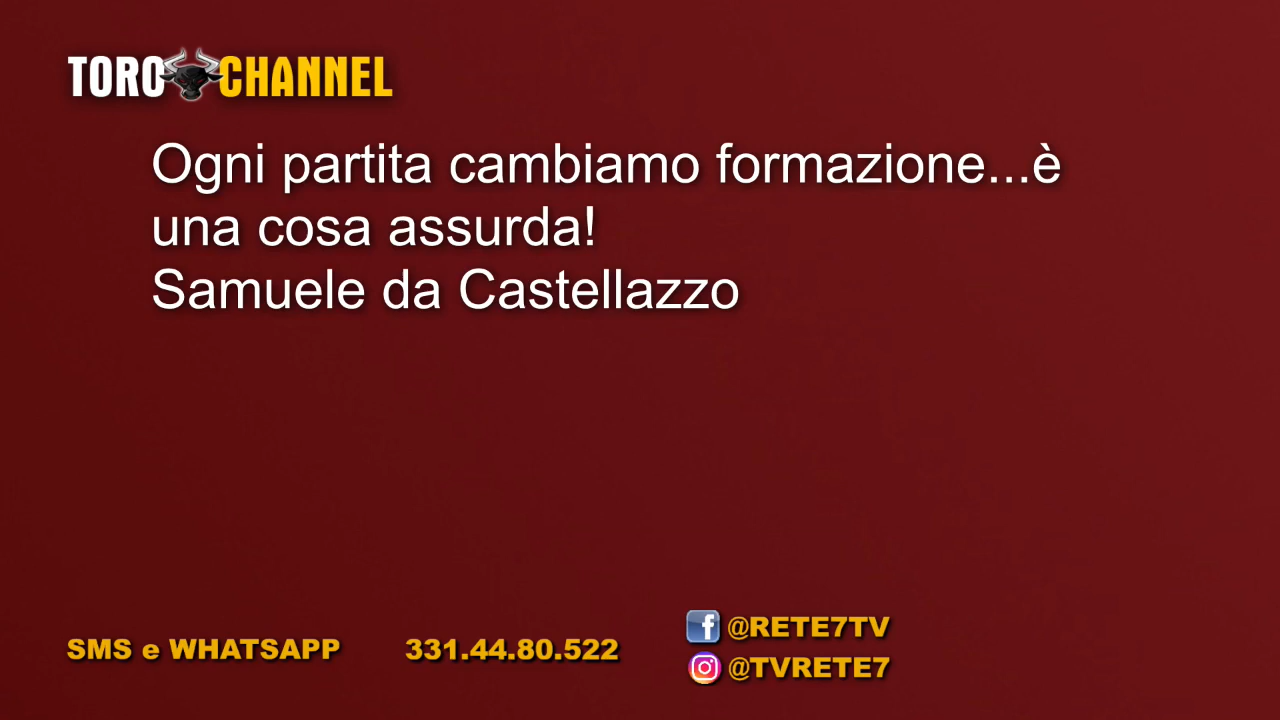 TORO CHANNEL
Ogni partita cambiamo formazione...è
una cosa assurda!
Samuele da Castellazzo
SMS e WHATSAPP 331.44.80.522
@RETE7TV
@TVRETE7